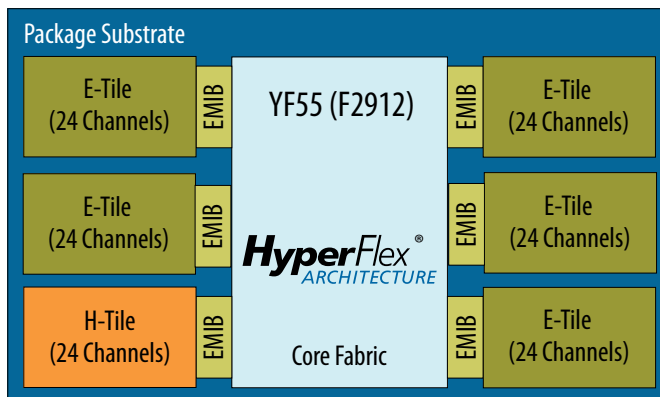 Package Substrate
E-Tile
(24 Channels)
EMIB
YF55 (F2912)
EMIB
E-Tile
(24 Channels)
E-Tile
(24 Channels)
EMIB
HyperFlex®
ARCHITECTURE
EMIB
E-Tile
(24 Channels)
H-Tile
(24 Channels)
EMIB
Core Fabric
EMIB
E-Tile
(24 Channels)